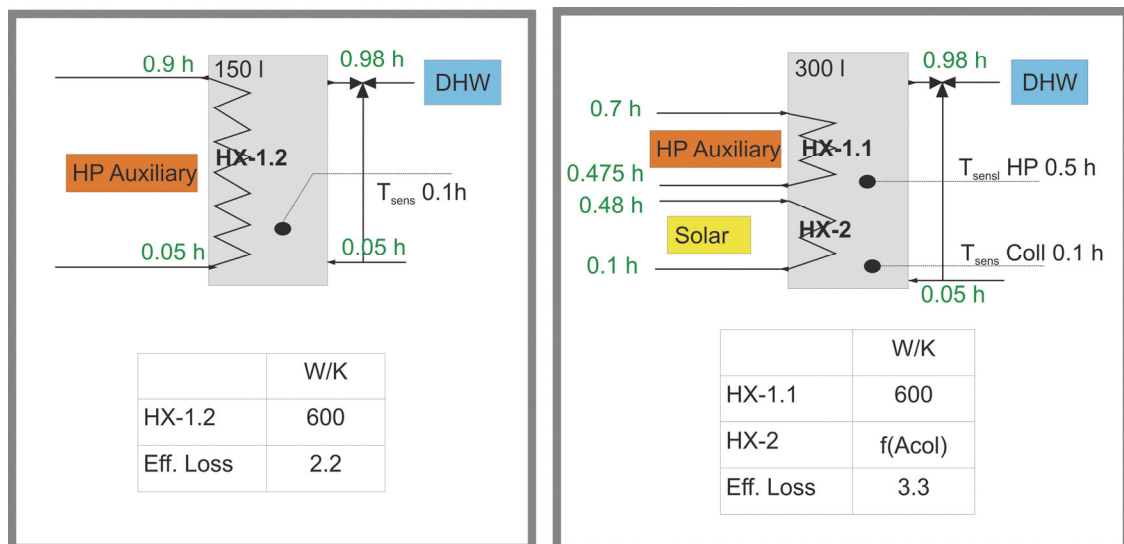 150 l
0.9 h
0.98 h
DHW
HX-1.2
HP Auxiliary
Tsens 0.1h
0.05 h
0.05 h
W/K
HX-1.2 600
Eff. Loss 2.2
300 l
0.98 h
DHW
0.7 h
HP Auxiliary
HX-1.1
0.475 h
Tsensl HP 0.5 h
0.48 h
Solar
HX-2
0.1 h
Tsens Coll 0.1 h
0.05 h
W/K
HX-1.1 600
HX-2 f(Acol)
Eff. Loss 3.3